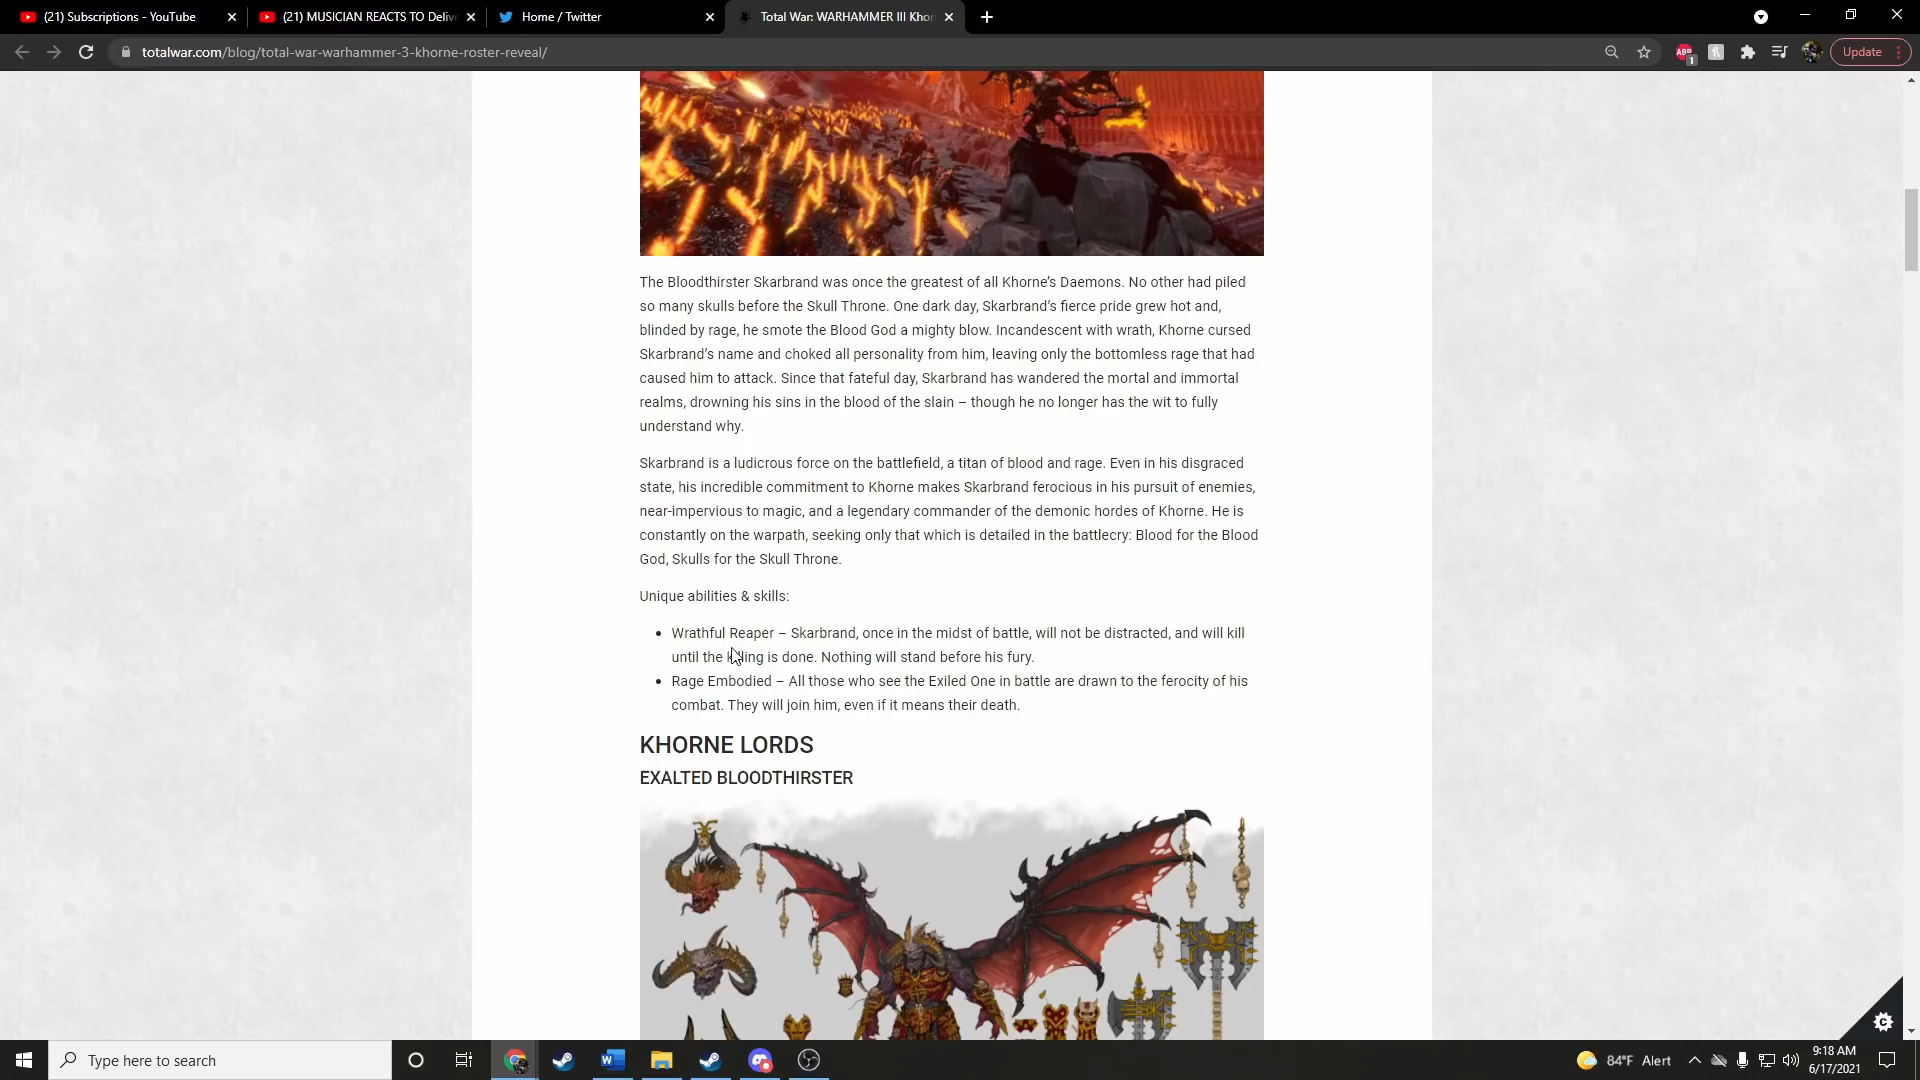 (21) Subscriptions - YouTube
(21) MUSICIAN REACTS TO Delive
Home / Twitter
Total War: WARHAMMER III Khor
totalwar.com/blog/total-war-warhammer-3-khorne-roster-reveal/
ABP
1
Update
The Bloodthirster Skarbrand was once the greatest of all Khorne’s Daemons. No other had piled
so many skulls before the Skull Throne. One dark day, Skarbrand’s fierce pride grew hot and,
blinded by rage, he smote the Blood God a mighty blow. Incandescent with wrath, Khorne cursed
Skarbrand’s name and choked all personality from him, leaving only the bottomless rage that had
caused him to attack. Since that fateful day, Skarbrand has wandered the mortal and immortal
realms, drowning his sins in the blood of the slain – though he no longer has the wit to fully
understand why.
Skarbrand is a ludicrous force on the battlefield, a titan of blood and rage. Even in his disgraced
state, his incredible commitment to Khorne makes Skarbrand ferocious in his pursuit of enemies,
near-impervious to magic, and a legendary commander of the demonic hordes of Khorne. He is
constantly on the warpath, seeking only that which is detailed in the battlecry: Blood for the Blood
God, Skulls for the Skull Throne.
Unique abilities & skills:
• Wrathful Reaper – Skarbrand, once in the midst of battle, will not be distracted, and will kill
until the killing is done. Nothing will stand before his fury.
• Rage Embodied – All those who see the Exiled One in battle are drawn to the ferocity of his
combat. They will join him, even if it means their death.
KHORNE LORDS
EXALTED BLOODTHIRSTER
Type here to search
84°F Alert
9:18 AM
6/17/2021